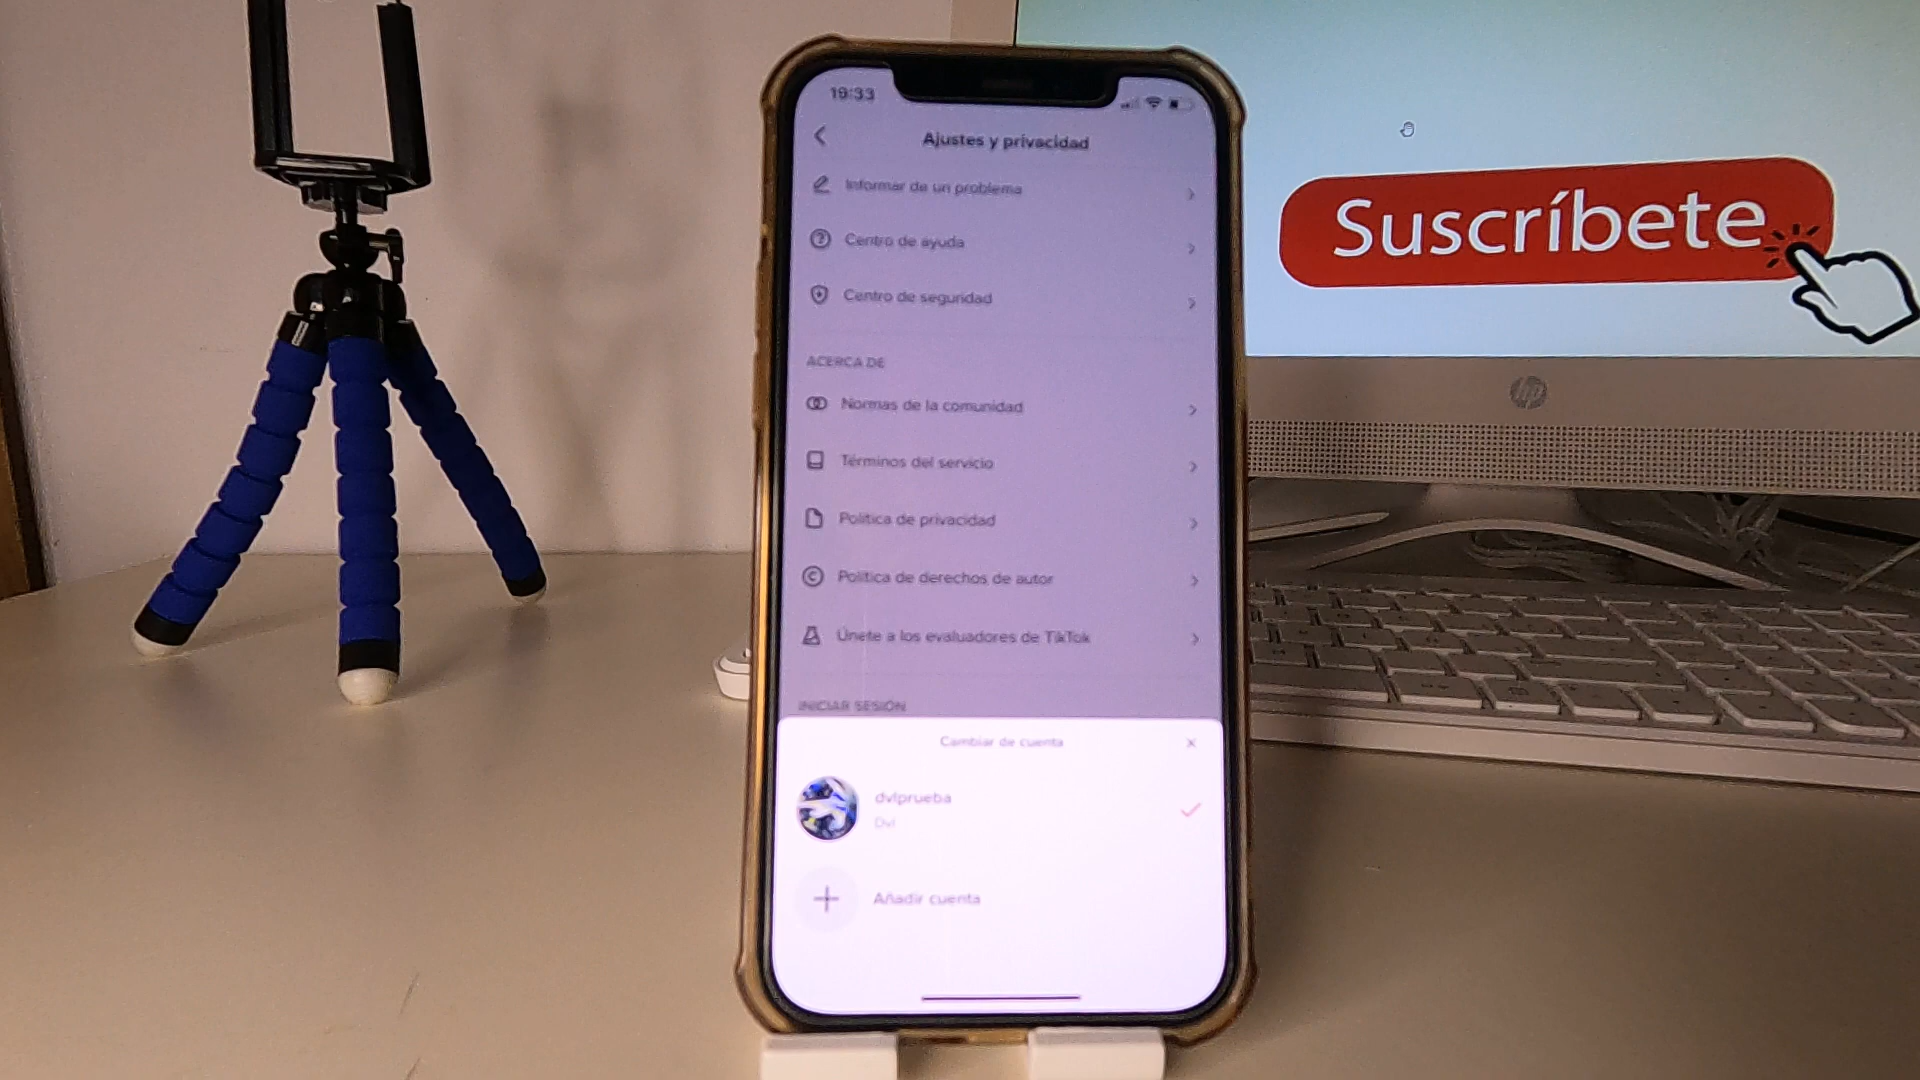 19:33
Ajustes y privacidad
Informar de un problema
Centro de ayuda
Centro de seguridad
ACERCA DE
Normas de la comunidad
Términos del servicio
Política de privacidad
Política de derechos de autor
Únete a los evaluadores de TikTok
INICIAR SESIÓN
Cambiar de cuenta
dvlprueba
Dvl
Añadir cuenta
Suscríbete
hp